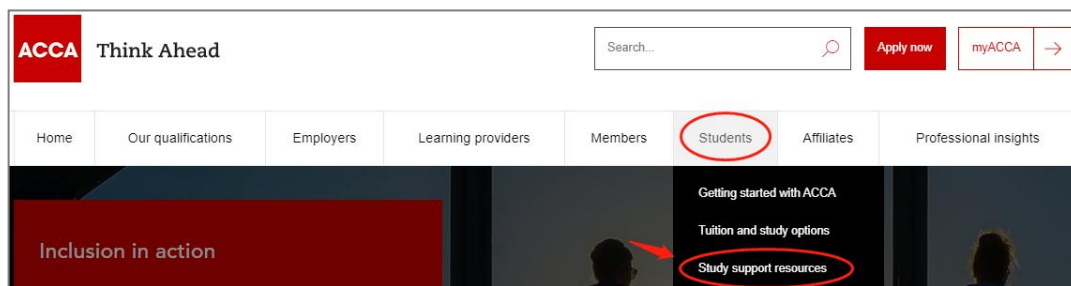 ACCA Think Ahead
Search...
Apply now
myACCA
Home Our qualifications Employers Learning providers Members Students Affiliates Professional insights
Getting started with ACCA
Tuition and study options
Inclusion in action
Study support resources